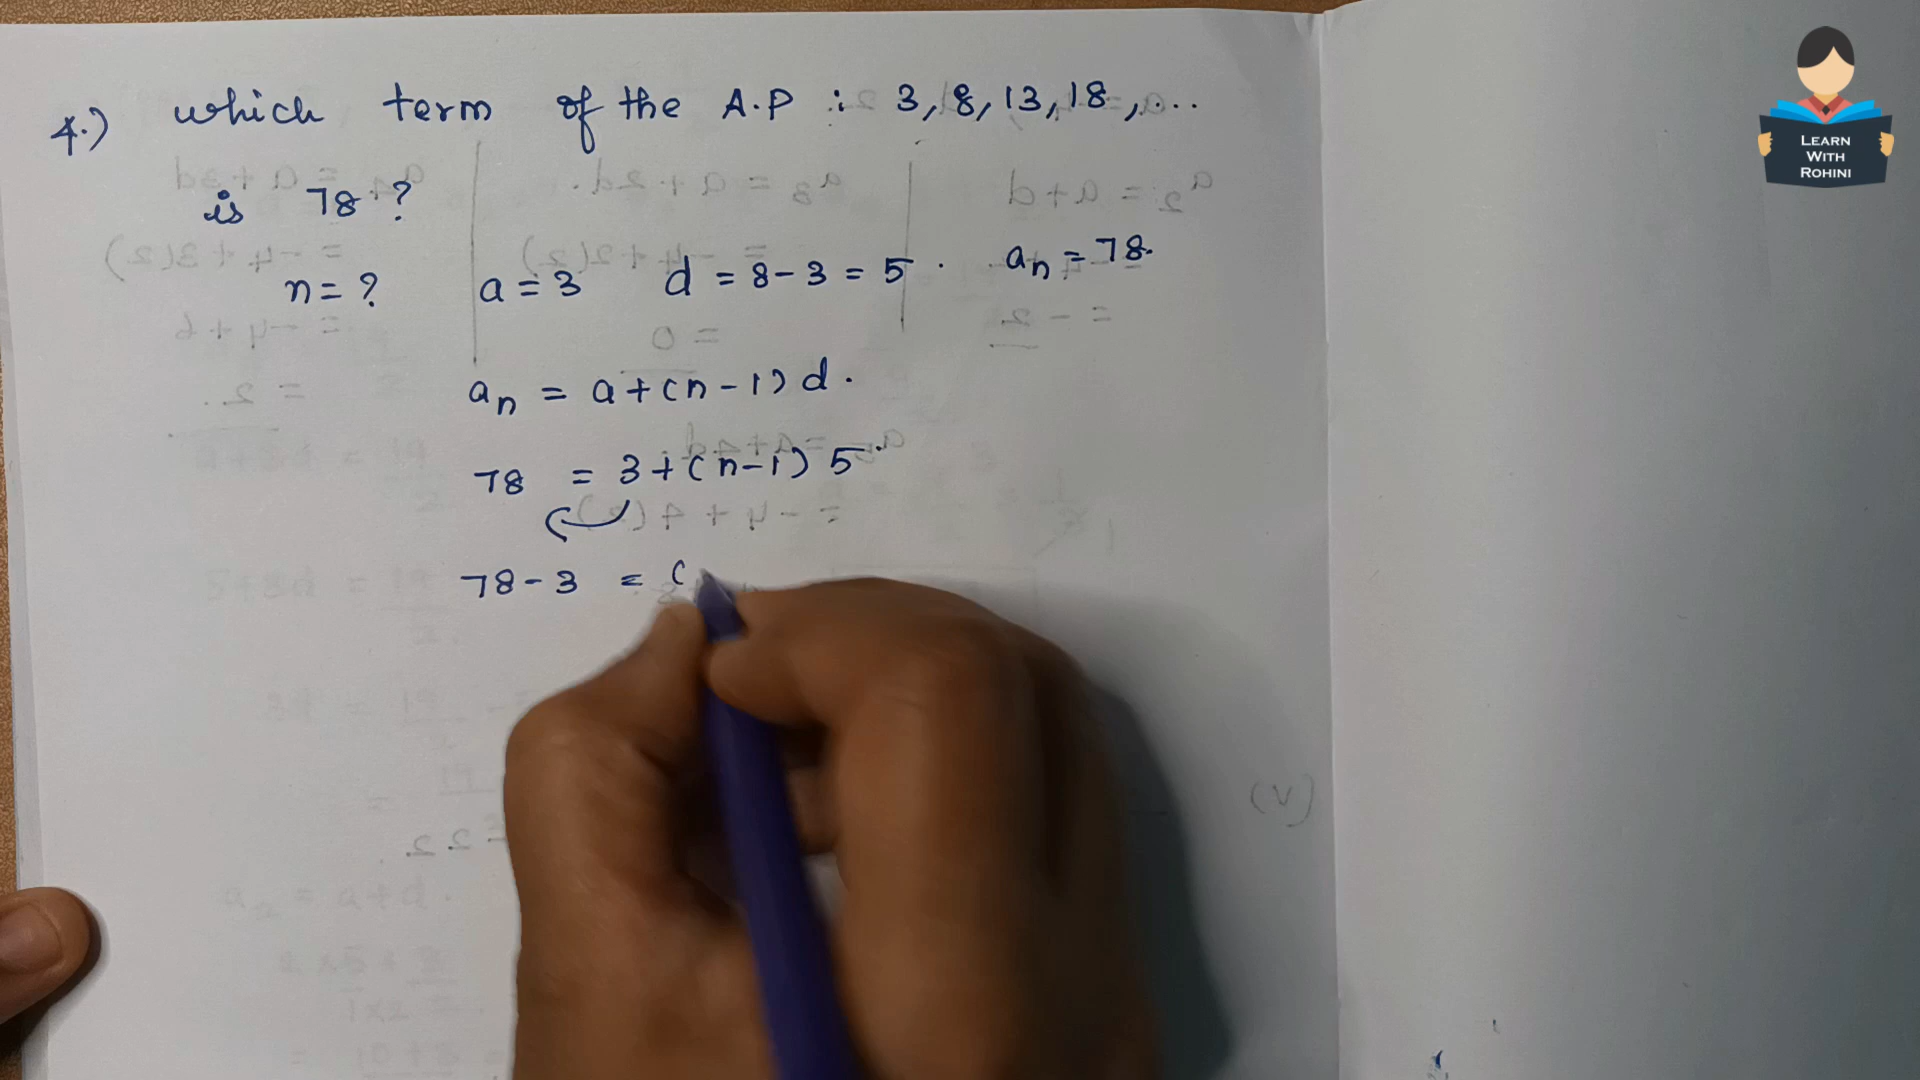 4.) which term of the A.P : 3, 8, 13, 18, ...
is 78 ?
n = ? a = 3 d = 8 - 3 = 5 . an = 78.
an = a + (n - 1) d .
78 = 3 + (n - 1) 5
78 - 3 = (
(V)
LEARN
WITH
ROHINI